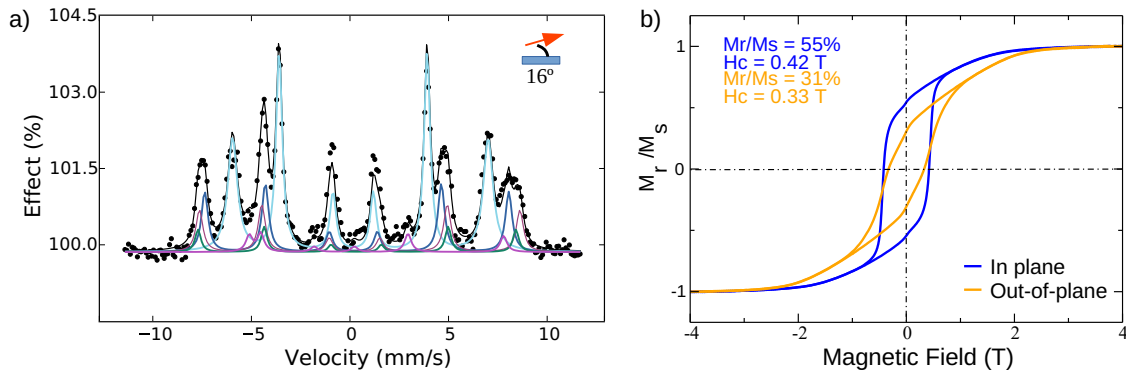 a)
104.5
103.0
101.5
100.0
Effect (%)
16º
−10
−5
0
5
10
Velocity (mm/s)
b)
Mr/Ms = 55%
Hc = 0.42 T
Mr/Ms = 31%
Hc = 0.33 T
1
0
-1
M_r/M_s
In plane
Out-of-plane
-4
-2
0
2
4
Magnetic Field (T)